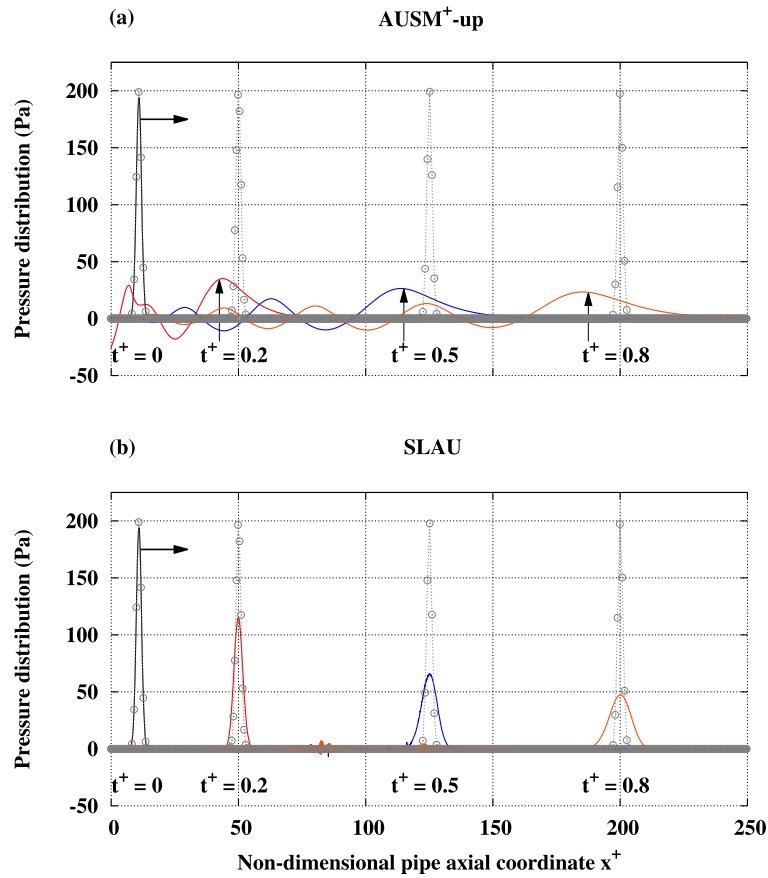 (a) AUSM⁺-up
Pressure distribution (Pa)
200
150
100
50
0
-50
t⁺ = 0 t⁺ = 0.2 t⁺ = 0.5 t⁺ = 0.8
(b) SLAU
Pressure distribution (Pa)
200
150
100
50
0
-50
t⁺ = 0 t⁺ = 0.2 t⁺ = 0.5 t⁺ = 0.8
0 50 100 150 200 250
Non-dimensional pipe axial coordinate x⁺